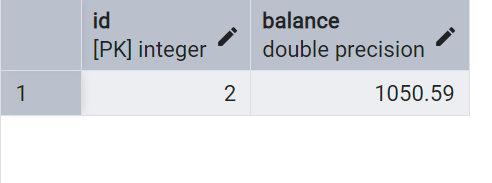 id balance
[PK] integer double precision
1 2 1050.59